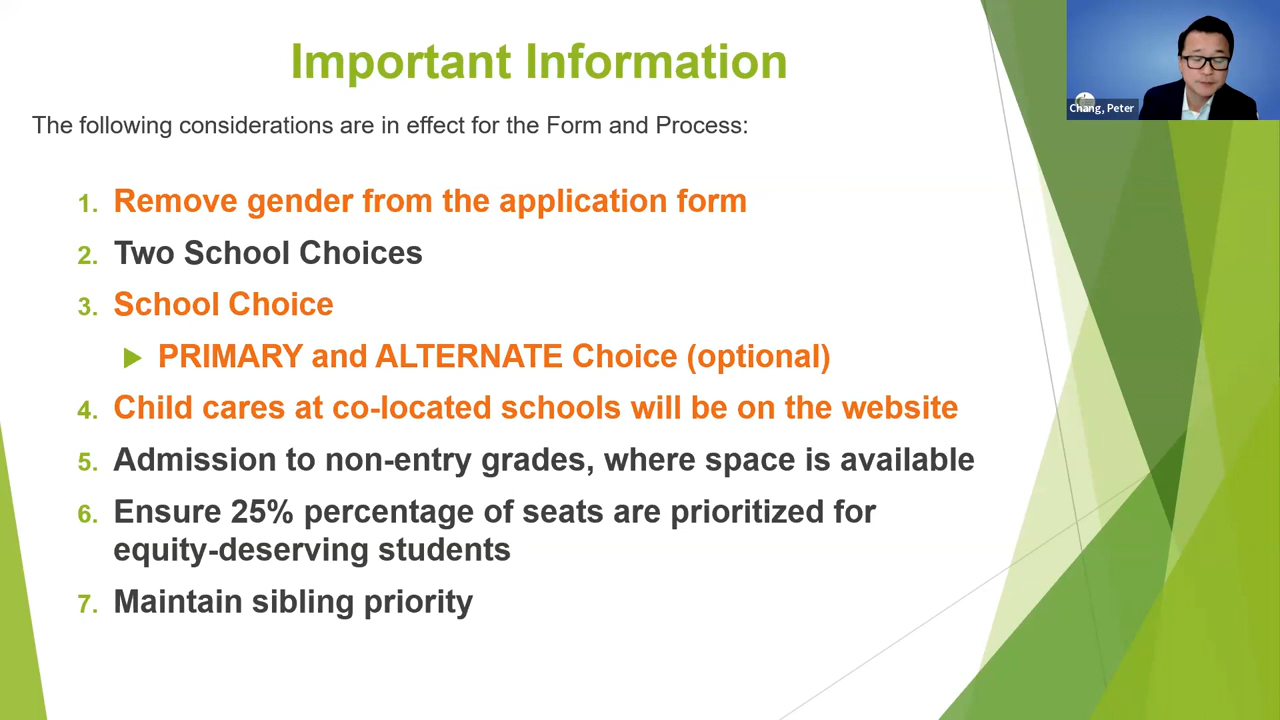 Important Information
The following considerations are in effect for the Form and Process:
1. Remove gender from the application form
2. Two School Choices
3. School Choice
PRIMARY and ALTERNATE Choice (optional)
4. Child cares at co-located schools will be on the website
5. Admission to non-entry grades, where space is available
6. Ensure 25% percentage of seats are prioritized for
equity-deserving students
7. Maintain sibling priority
Chang, Peter